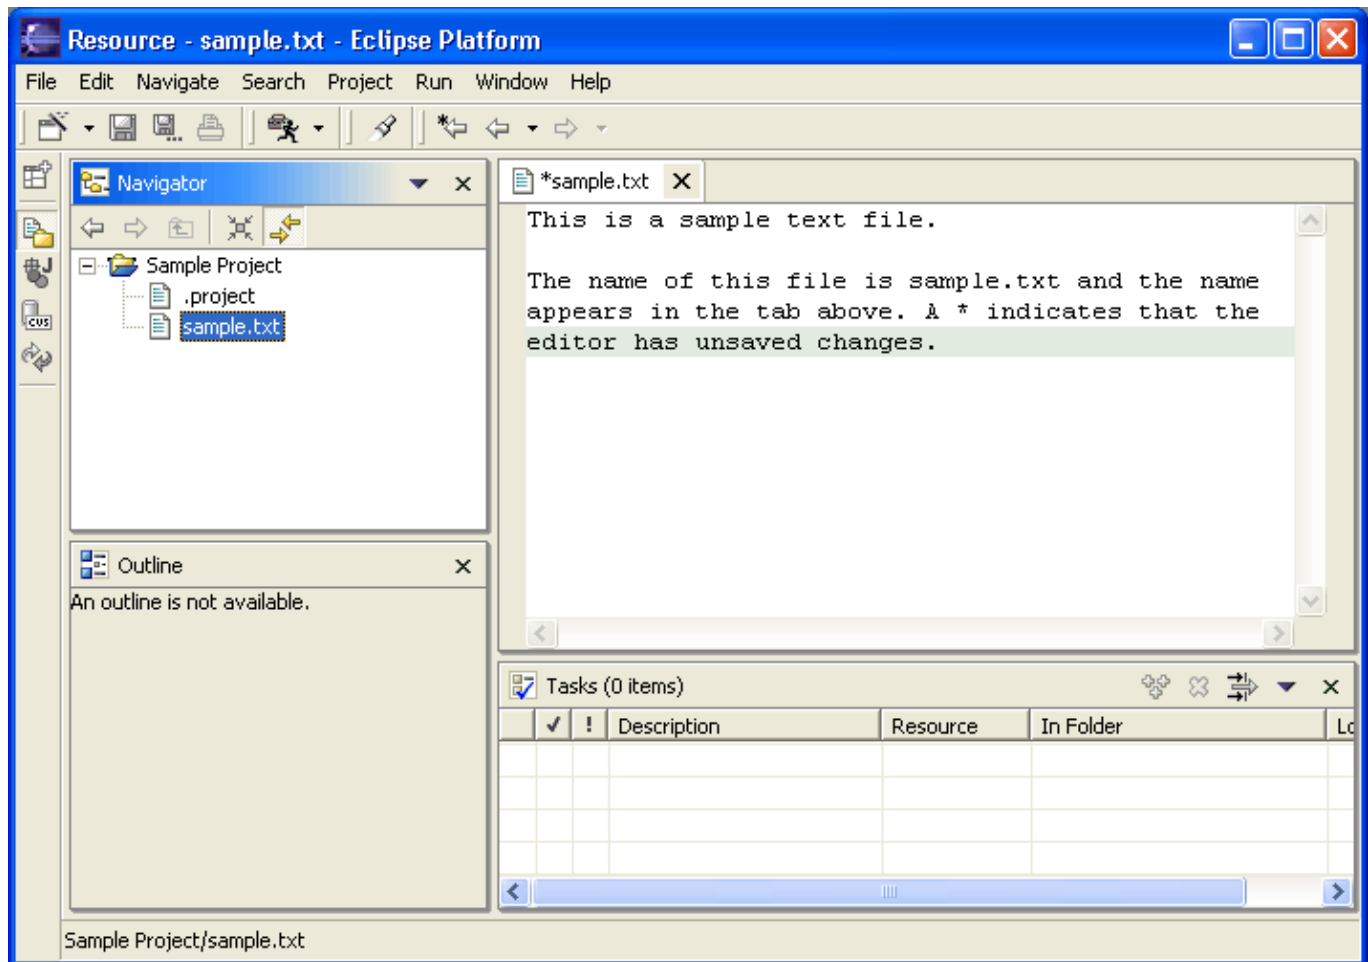 Resource - sample.txt - Eclipse Platform
File Edit Navigate Search Project Run Window Help
Navigator
Sample Project
.project
sample.txt
*sample.txt
This is a sample text file.
The name of this file is sample.txt and the name
appears in the tab above. A * indicates that the
editor has unsaved changes.
CVS
Outline
An outline is not available.
Tasks (0 items)
! Description Resource In Folder Lo
Sample Project/sample.txt